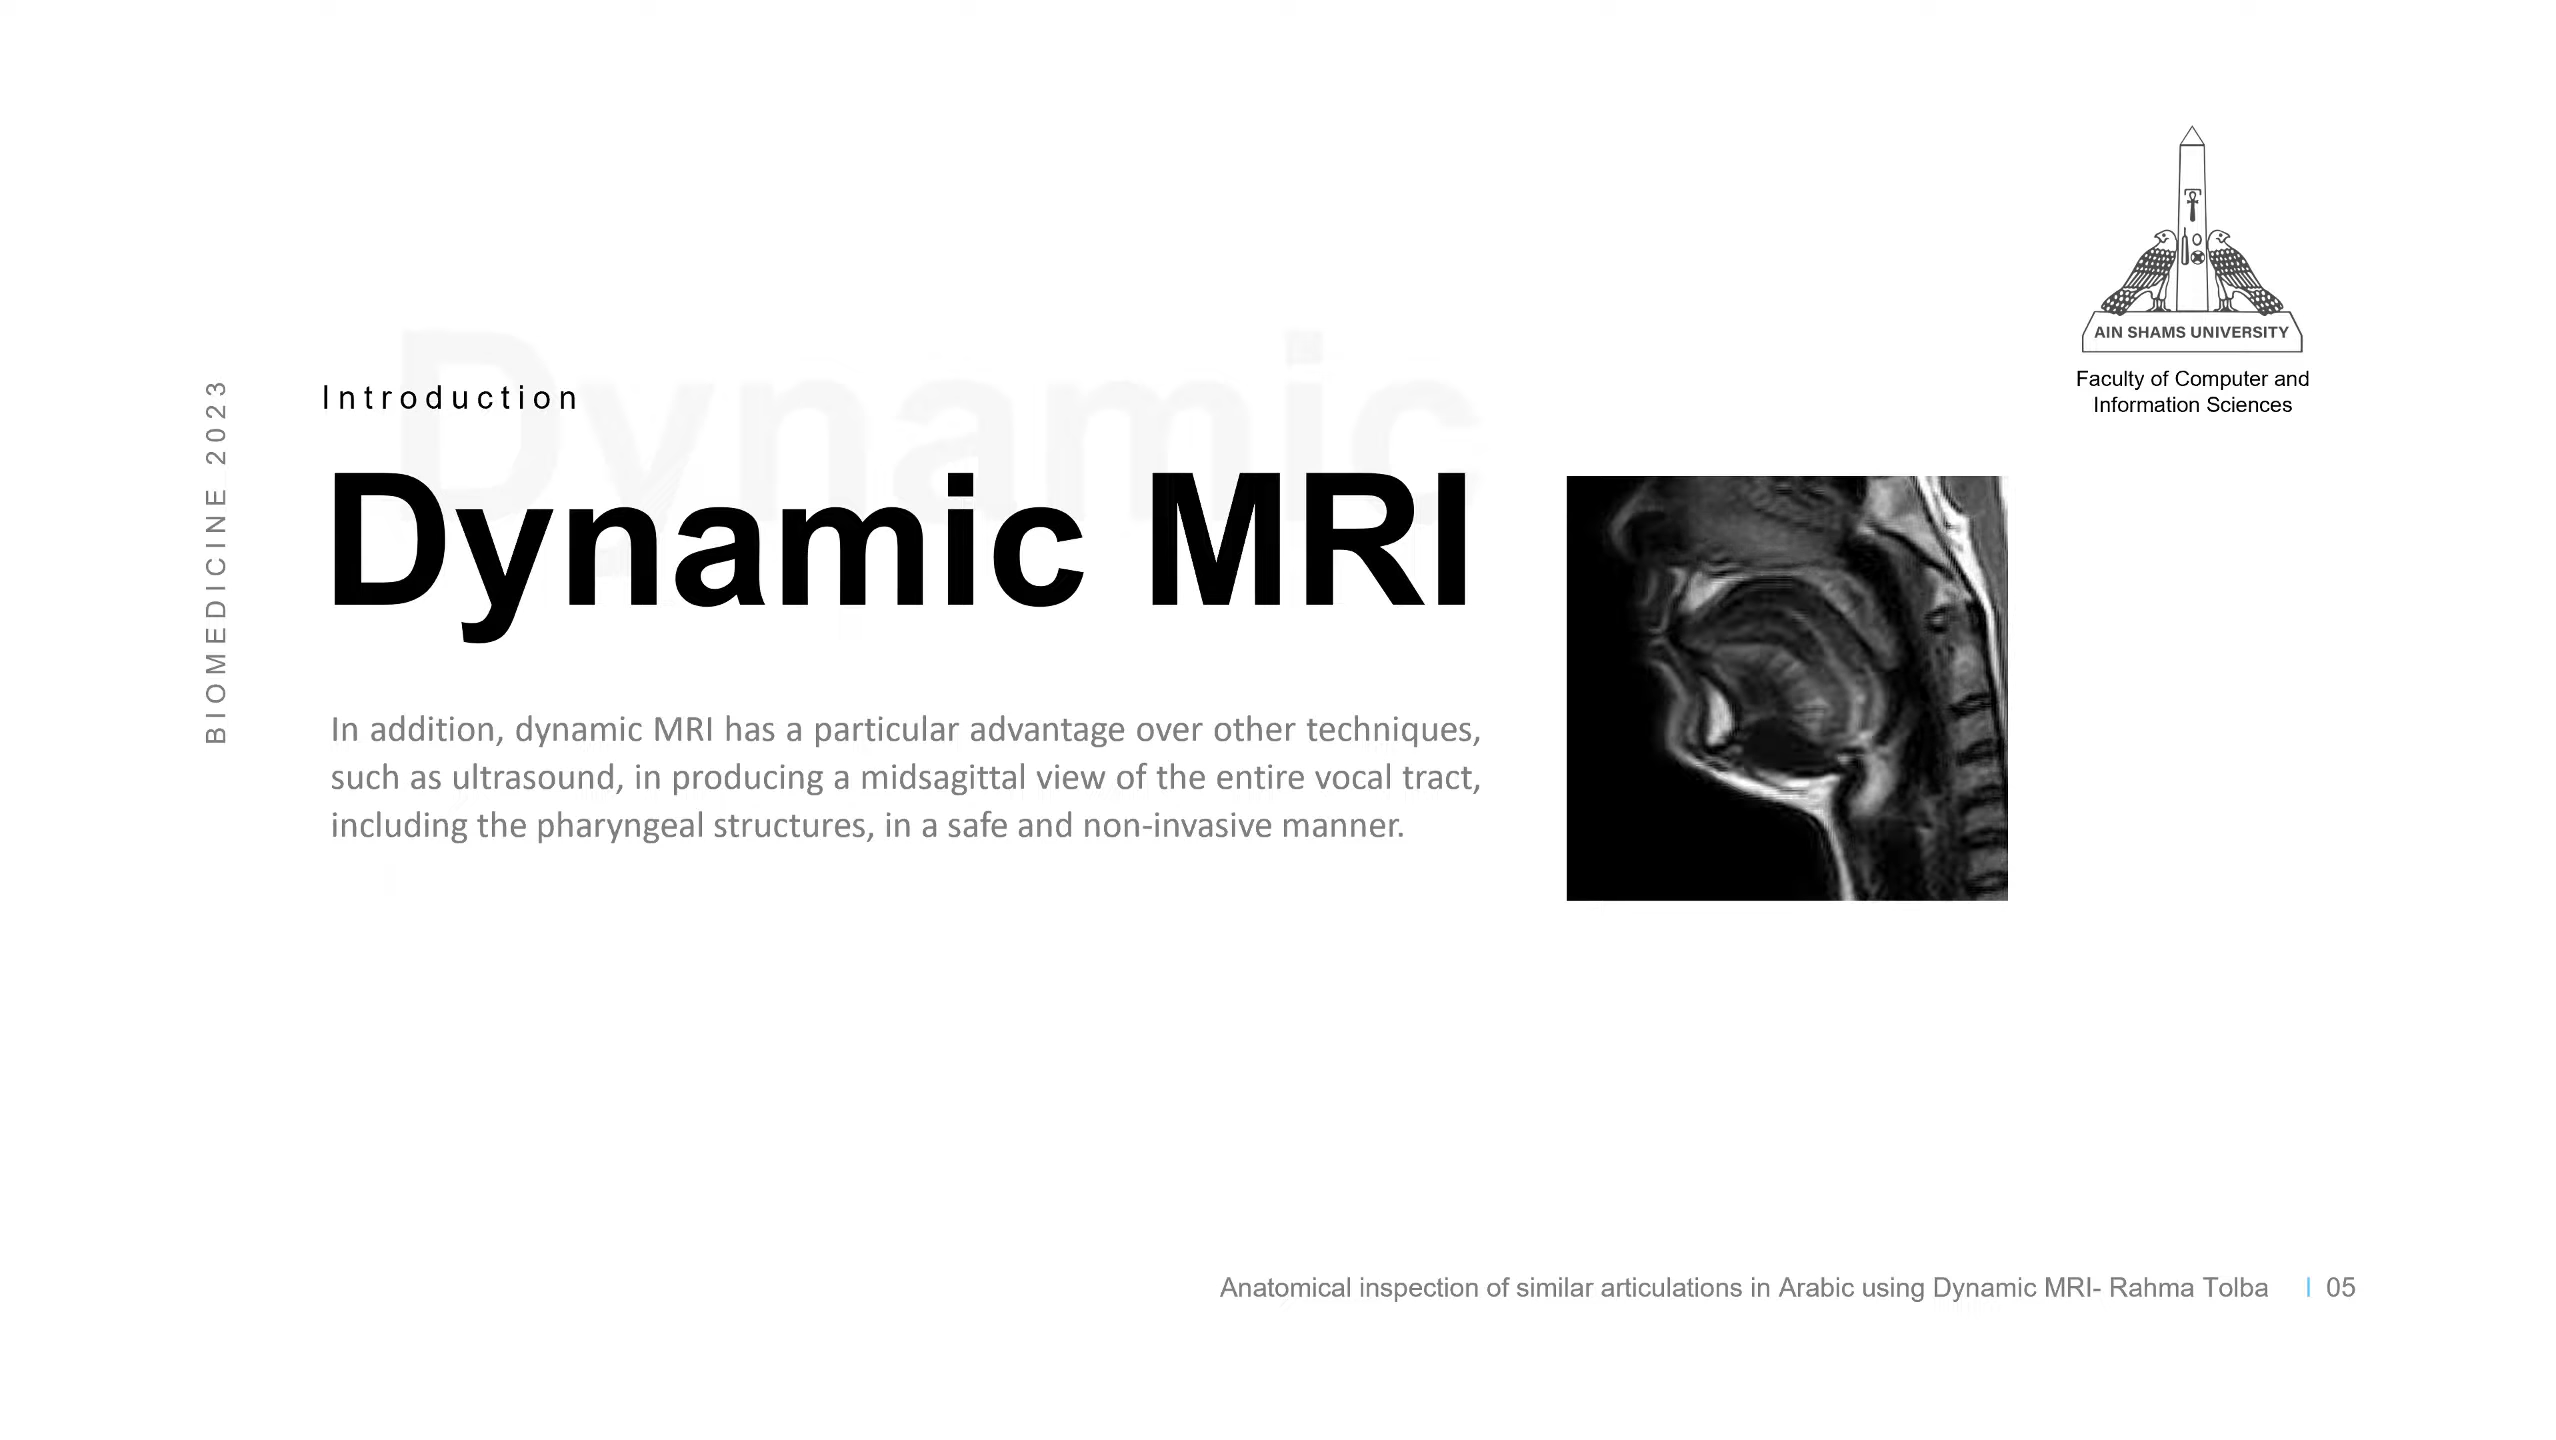 AIN SHAMS UNIVERSITY
Faculty of Computer and
Information Sciences
BIOMEDICINE 2023
Introduction
Dynamic
Dynamic MRI
In addition, dynamic MRI has a particular advantage over other techniques,
such as ultrasound, in producing a midsagittal view of the entire vocal tract,
including the pharyngeal structures, in a safe and non-invasive manner.
Anatomical inspection of similar articulations in Arabic using Dynamic MRI- Rahma Tolba | 05